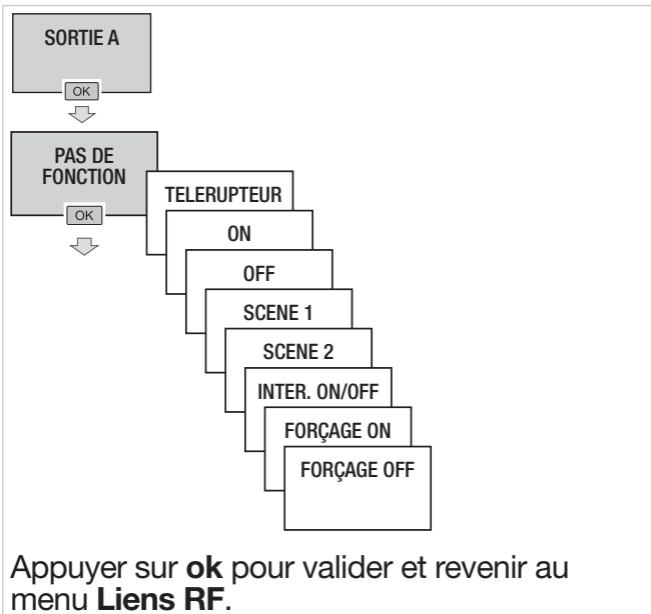 SORTIE A
OK
PAS DE
FONCTION
OK
TELERUPTEUR
ON
OFF
SCENE 1
SCENE 2
INTER. ON/OFF
FORÇAGE ON
FORÇAGE OFF
Appuyer sur ok pour valider et revenir au
menu Liens RF.